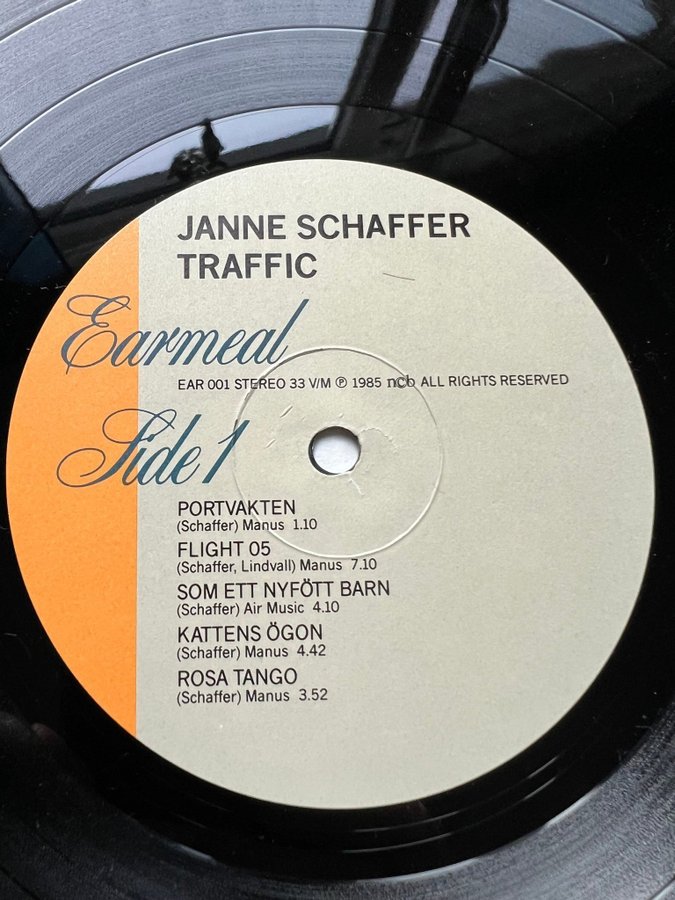 JANNE SCHAFFER
TRAFFIC
Earmeal
EAR 001 STEREO 33 V/M ℗ 1985 ncb ALL RIGHTS RESERVED
Side 1
PORTVAKTEN
(Schaffer) Manus 1.10
FLIGHT 05
(Schaffer, Lindvall) Manus 7.10
SOM ETT NYFÖTT BARN
(Schaffer) Air Music 4.10
KATTENS ÖGON
(Schaffer) Manus 4.42
ROSA TANGO
(Schaffer) Manus 3.52